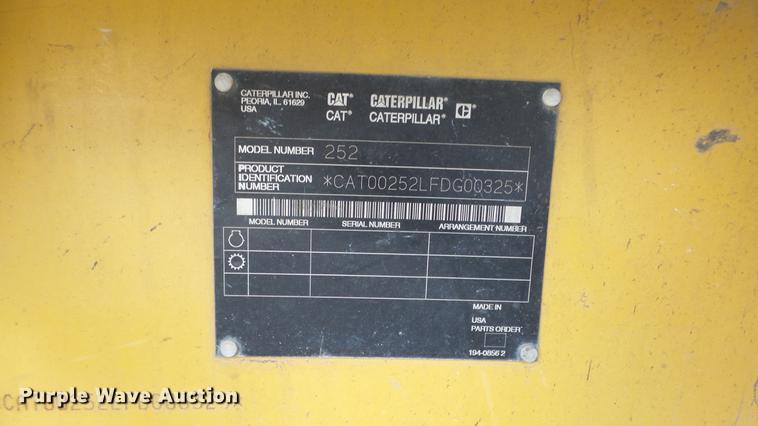 CATERPILLAR INC.
PEORIA, IL. 61629
USA
CAT® CATERPILLAR®
CAT® CATERPILLAR®
MODEL NUMBER 252
PRODUCT
IDENTIFICATION
NUMBER *CAT00252LFDG00325*
MODEL NUMBER SERIAL NUMBER ARRANGEMENT NUMBER
MADE IN
USA
PARTS ORDER
194-0856 2
Purple Wave Auction